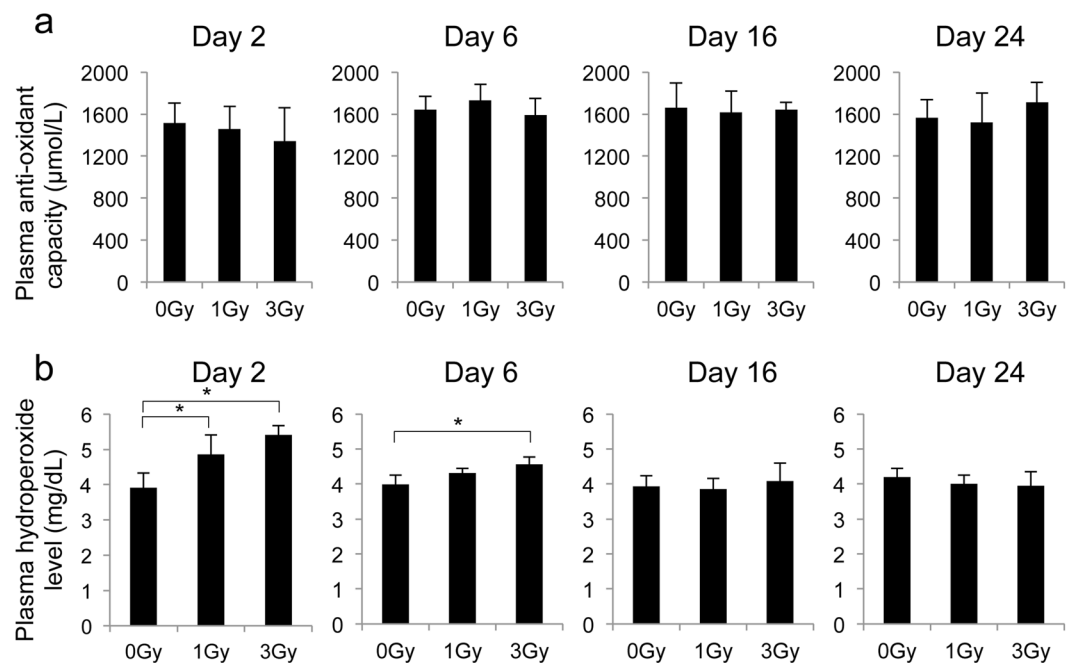 a
Day 2 Day 6 Day 16 Day 24
Plasma anti-oxidant
capacity (μmol/L)
2000 2000 2000 2000
1600 1600 1600 1600
1200 1200 1200 1200
800 800 800 800
400 400 400 400
0 0 0 0
0Gy 1Gy 3Gy 0Gy 1Gy 3Gy 0Gy 1Gy 3Gy 0Gy 1Gy 3Gy
b
Day 2 Day 6 Day 16 Day 24
Plasma hydroperoxide
level (mg/dL)
*
* *
6 6 6 6
5 5 5 5
4 4 4 4
3 3 3 3
2 2 2 2
1 1 1 1
0 0 0 0
0Gy 1Gy 3Gy 0Gy 1Gy 3Gy 0Gy 1Gy 3Gy 0Gy 1Gy 3Gy